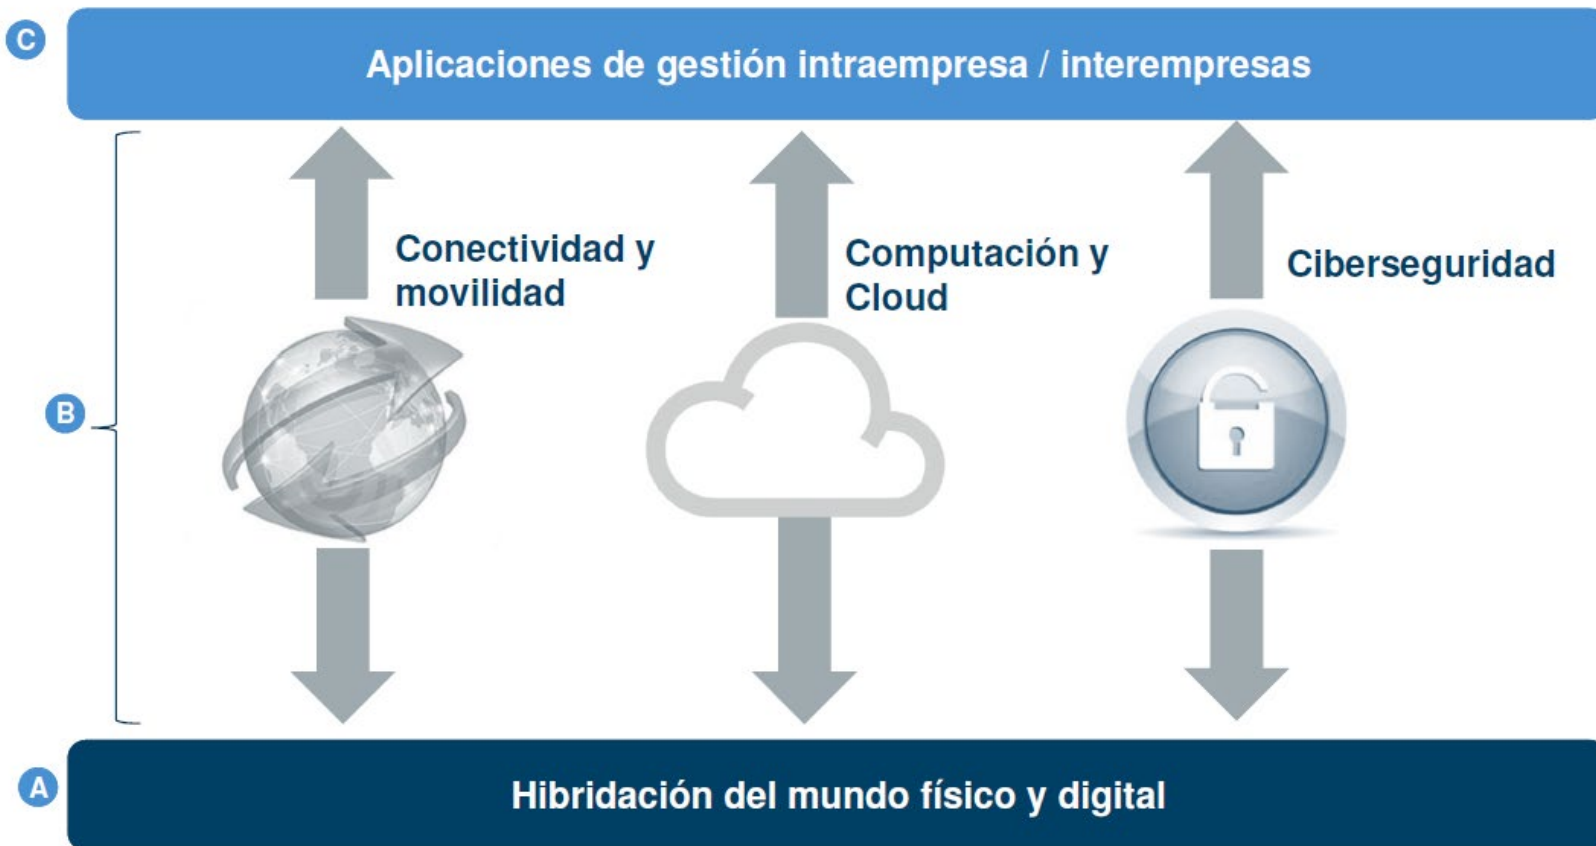 C
Aplicaciones de gestión intraempresa / interempresas
Conectividad y
movilidad
Computación y
Cloud
Ciberseguridad
B
A
Hibridación del mundo físico y digital